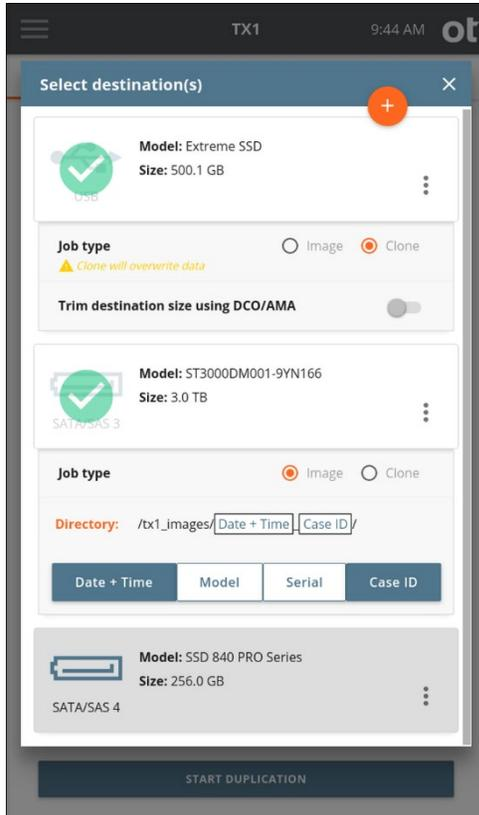 TX1
9:44 AM
ot
Select destination(s)
+
Model: Extreme SSD
Size: 500.1 GB
USB
Job type
Image
Clone
Clone will overwrite data
Trim destination size using DCO/AMA
Model: ST3000DM001-9YN166
Size: 3.0 TB
SATA/SAS 3
Job type
Image
Clone
Directory: /tx1_images/Date + Time_Case ID/
Date + Time
Model
Serial
Case ID
Model: SSD 840 PRO Series
Size: 256.0 GB
SATA/SAS 4
START DUPLICATION